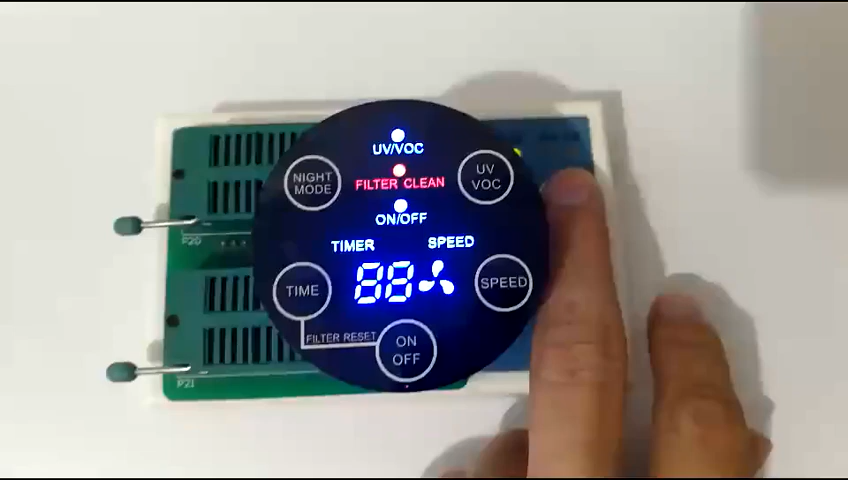 UV/VOC
NIGHT
MODE
FILTER CLEAN
UV
VOC
ON/OFF
TIMER SPEED
TIME
88
SPEED
FILTER RESET
ON
OFF
P20
P21